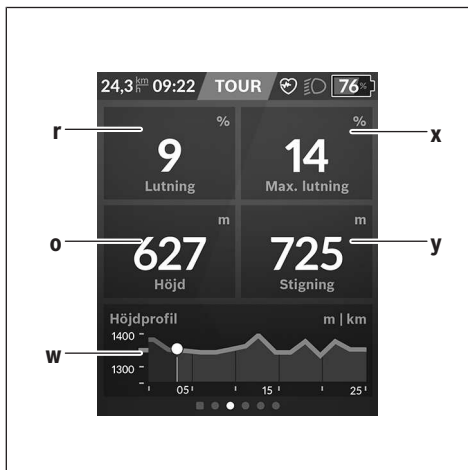 24,3 km/h 09:22 TOUR 76%
r
%
9
Lutning
%
14
Max. lutning
x
o
m
627
Höjd
m
725
Stigning
y
Höjdprofil m | km
w
1400
1300
05 15 25